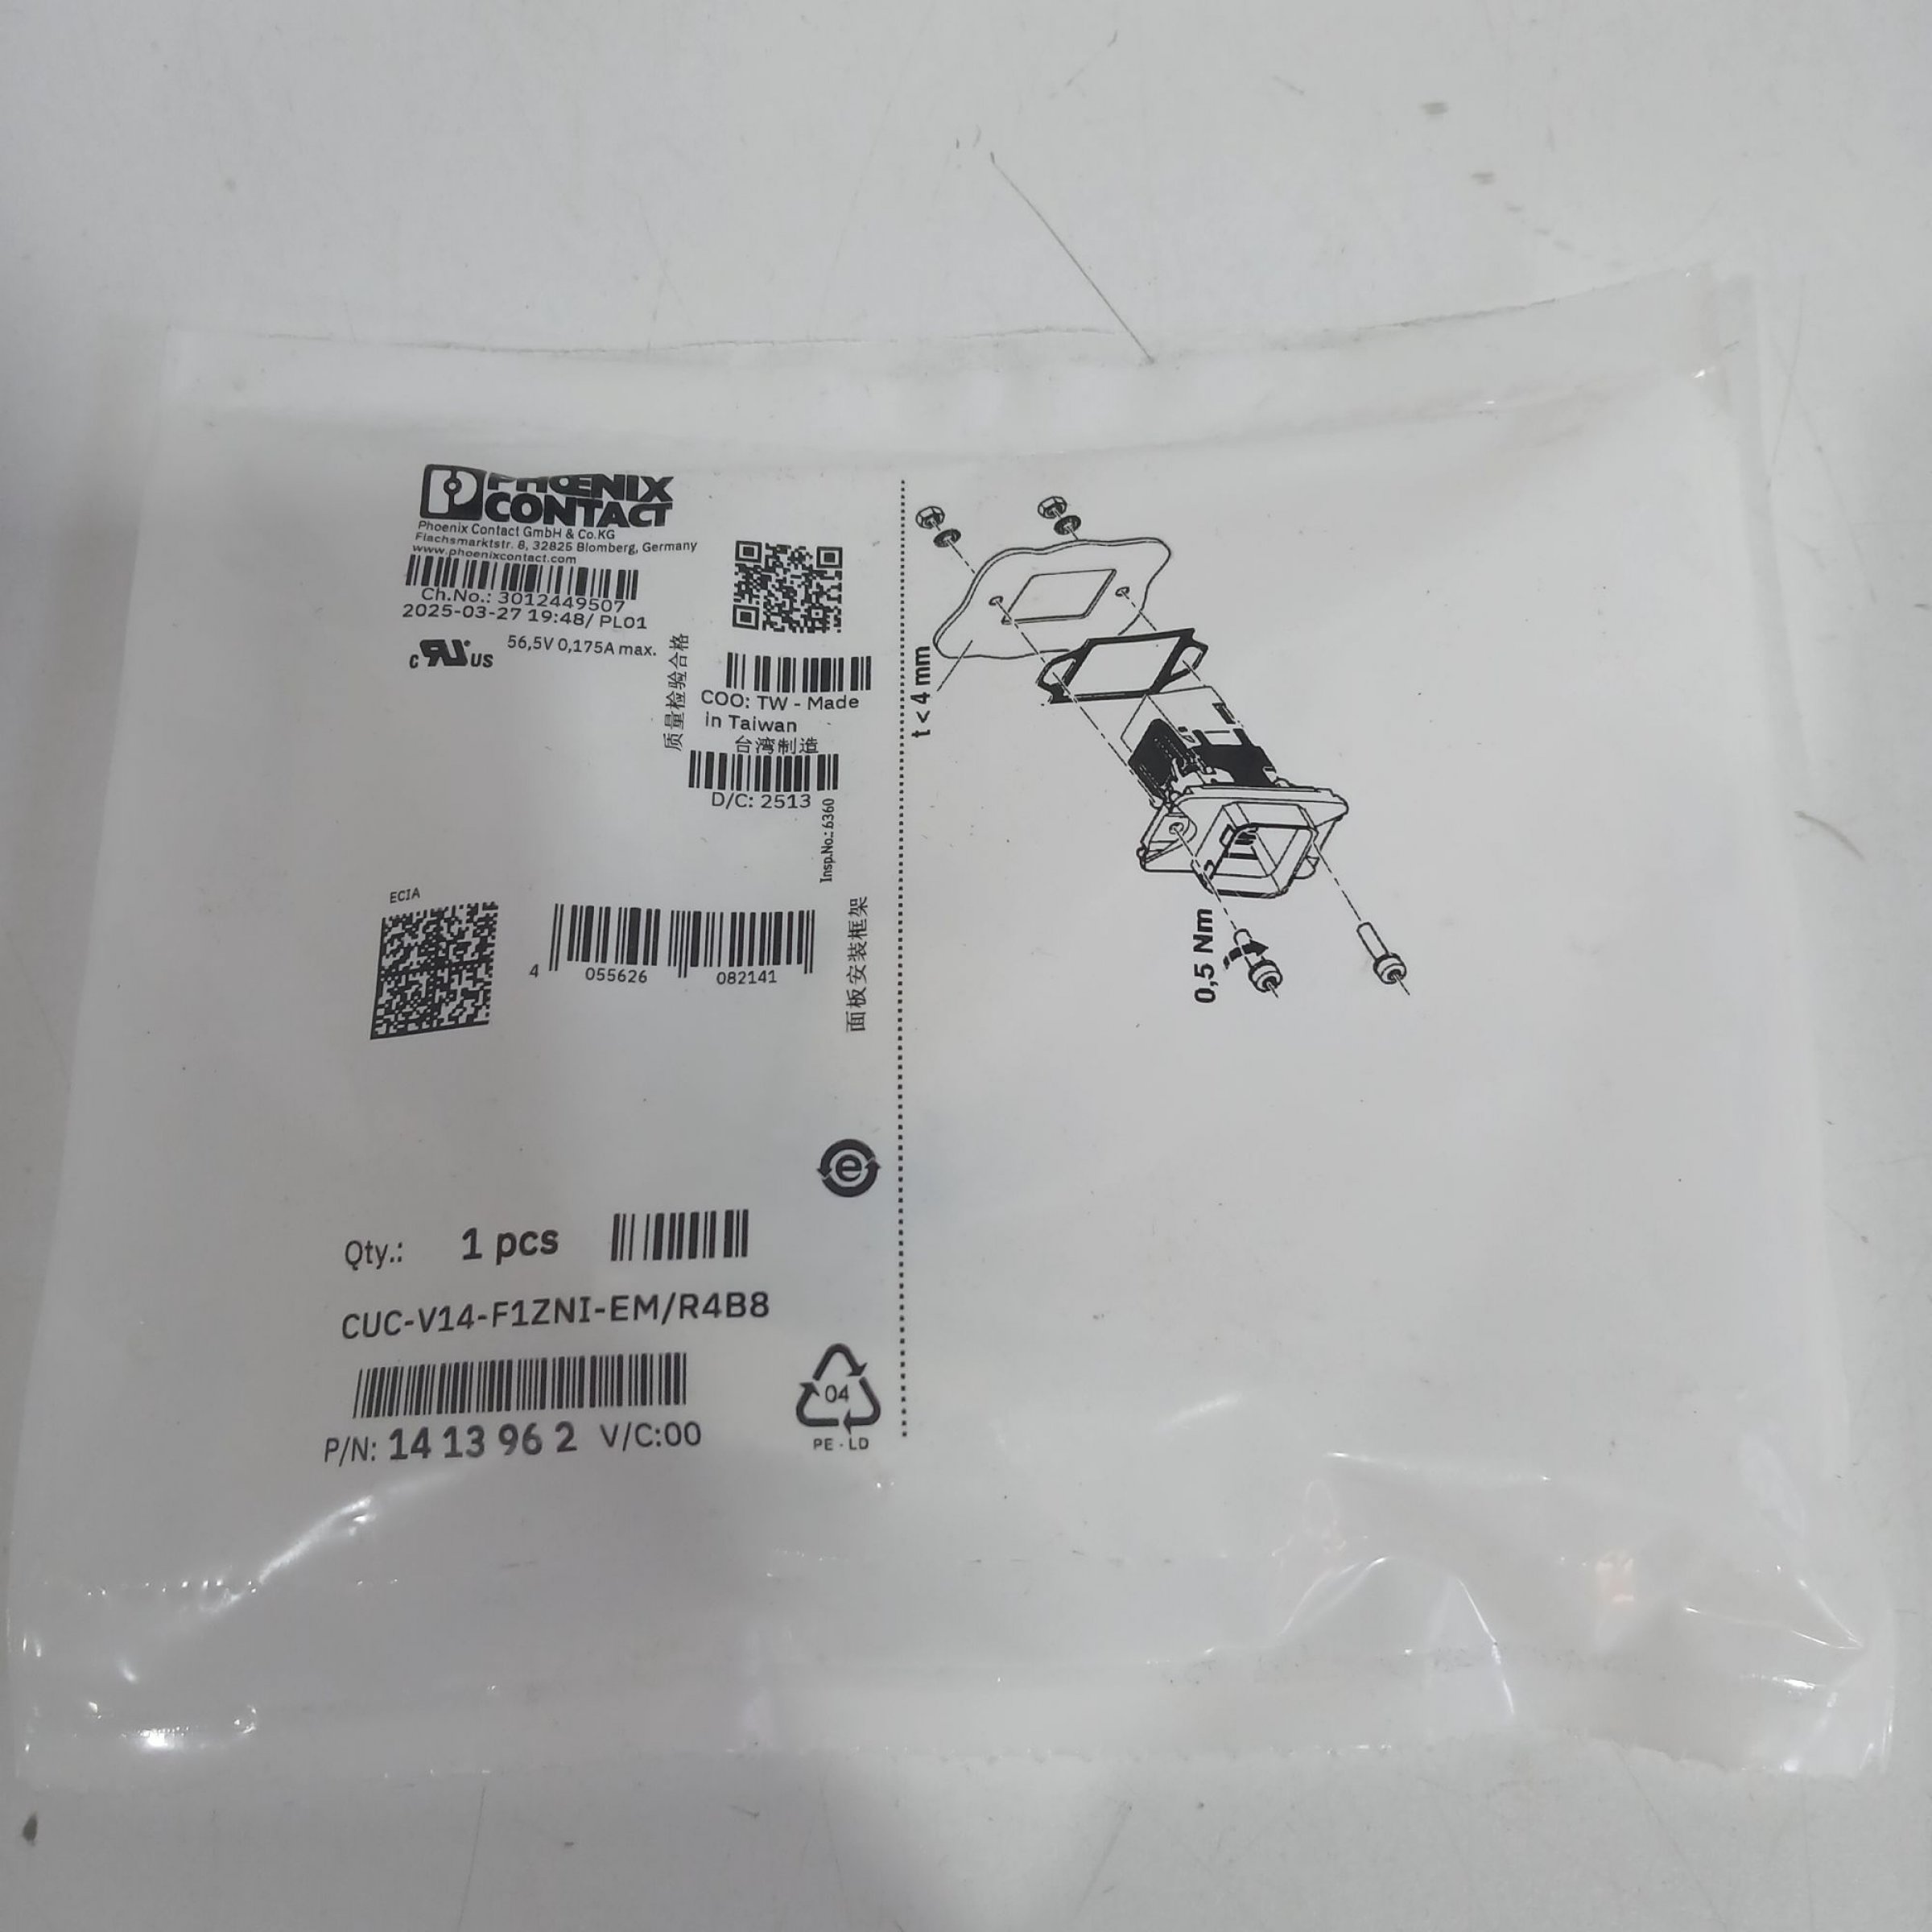 PHOENIX
CONTACT
Phoenix Contact GmbH & Co.KG
Flachsmarktstr. 8, 32825 Blomberg, Germany
www.phoenixcontact.com
Ch.No.: 3012449507
2025-03-27 19:48/ PL01
c RU US
56,5V 0,175A max.
质量检验合格
COO: TW - Made
in Taiwan
台灣制造
D/C: 2513
Insp.No.: 6360
ECIA
4 055626 082141
面板安装框架
e
Qty.: 1 pcs
CUC-V14-F1ZNI-EM/R4B8
P/N: 14 13 96 2 V/C:00
04
PE-LD
t < 4 mm
0,5 Nm